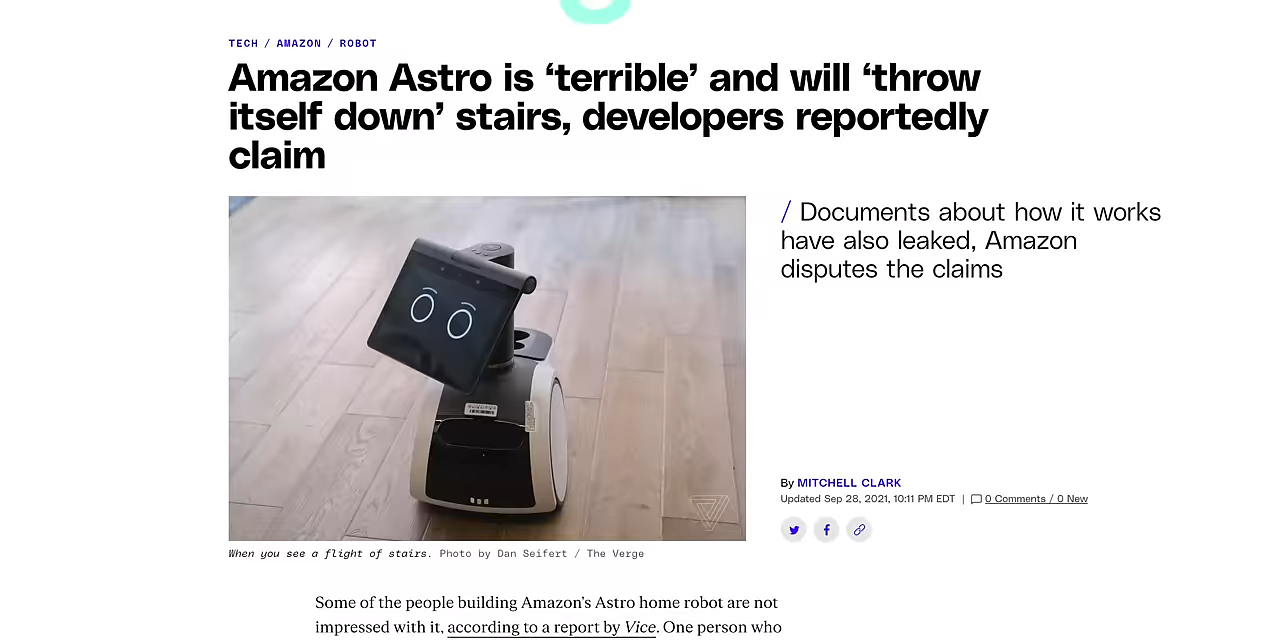 TECH / AMAZON / ROBOT
Amazon Astro is ‘terrible’ and will ‘throw
itself down’ stairs, developers reportedly
claim
/ Documents about how it works
have also leaked, Amazon
disputes the claims
By MITCHELL CLARK
Updated Sep 28, 2021, 10:11 PM EDT | 0 Comments / 0 New
When you see a flight of stairs. Photo by Dan Seifert / The Verge
Some of the people building Amazon’s Astro home robot are not
impressed with it, according to a report by Vice. One person who